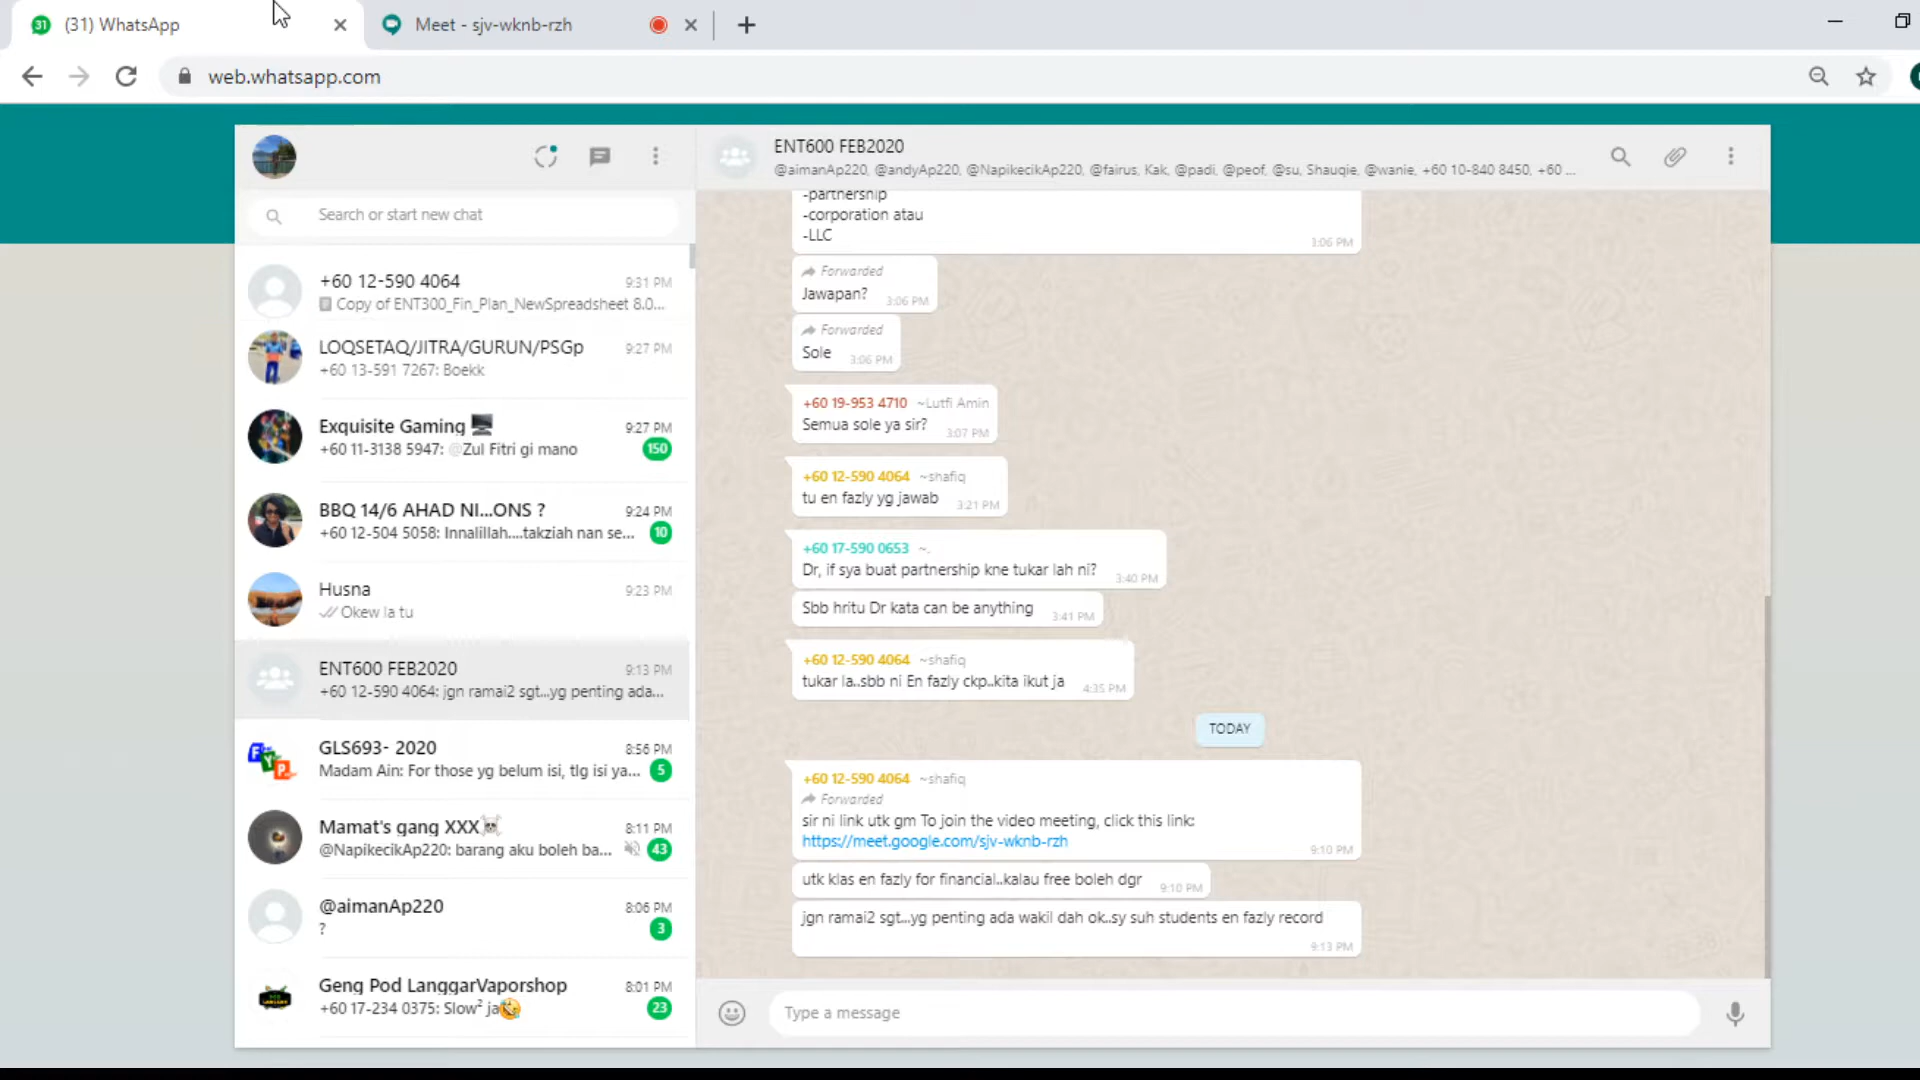 (31) WhatsApp
Meet - sjv-wknb-rzh
web.whatsapp.com
Search or start new chat
+60 12-590 4064
9:31 PM
Copy of ENT300_Fin_Plan_NewSpreadsheet 8.0...
LOQSETAQ/JITRA/GURUN/PSGp
9:27 PM
+60 13-591 7267: Boekk
Exquisite Gaming
9:27 PM
+60 11-3138 5947: @Zul Fitri gi mano
150
BBQ 14/6 AHAD NI...ONS ?
9:24 PM
+60 12-504 5058: Innalillah....takziah nan se...
10
Husna
9:23 PM
Okew la tu
ENT600 FEB2020
9:13 PM
+60 12-590 4064: jgn ramai2 sgt...yg penting ada...
GLS693- 2020
8:56 PM
Madam Ain: For those yg belum isi, tlg isi ya...
5
Mamat's gang XXX☠
8:11 PM
@NapikecikAp220: barang aku boleh ba...
43
@aimanAp220
8:06 PM
?
3
Geng Pod LanggarVaporshop
8:01 PM
+60 17-234 0375: Slow² ja🤣
23
ENT600 FEB2020
@aimanAp220, @andyAp220, @NapikecikAp220, @fairus, Kak, @padi, @peof, @su, Shauqie, @wanie, +60 10-840 8450, +60 ...
-partnership
-corporation atau
-LLC
3:06 PM
Forwarded
Jawapan?
3:06 PM
Forwarded
Sole
3:06 PM
+60 19-953 4710 ~Lutfi Amin
Semua sole ya sir?
3:07 PM
+60 12-590 4064 ~shafiq
tu en fazly yg jawab
3:21 PM
+60 17-590 0653 ~.
Dr, if sya buat partnership kne tukar lah ni?
3:40 PM
Sbb hritu Dr kata can be anything
3:41 PM
+60 12-590 4064 ~shafiq
tukar la..sbb ni En fazly ckp..kita ikut ja
4:35 PM
TODAY
+60 12-590 4064 ~shafiq
Forwarded
sir ni link utk gm To join the video meeting, click this link:
https://meet.google.com/sjv-wknb-rzh
9:10 PM
utk klas en fazly for financial..kalau free boleh dgr
9:10 PM
jgn ramai2 sgt...yg penting ada wakil dah ok..sy suh students en fazly record
9:13 PM
Type a message